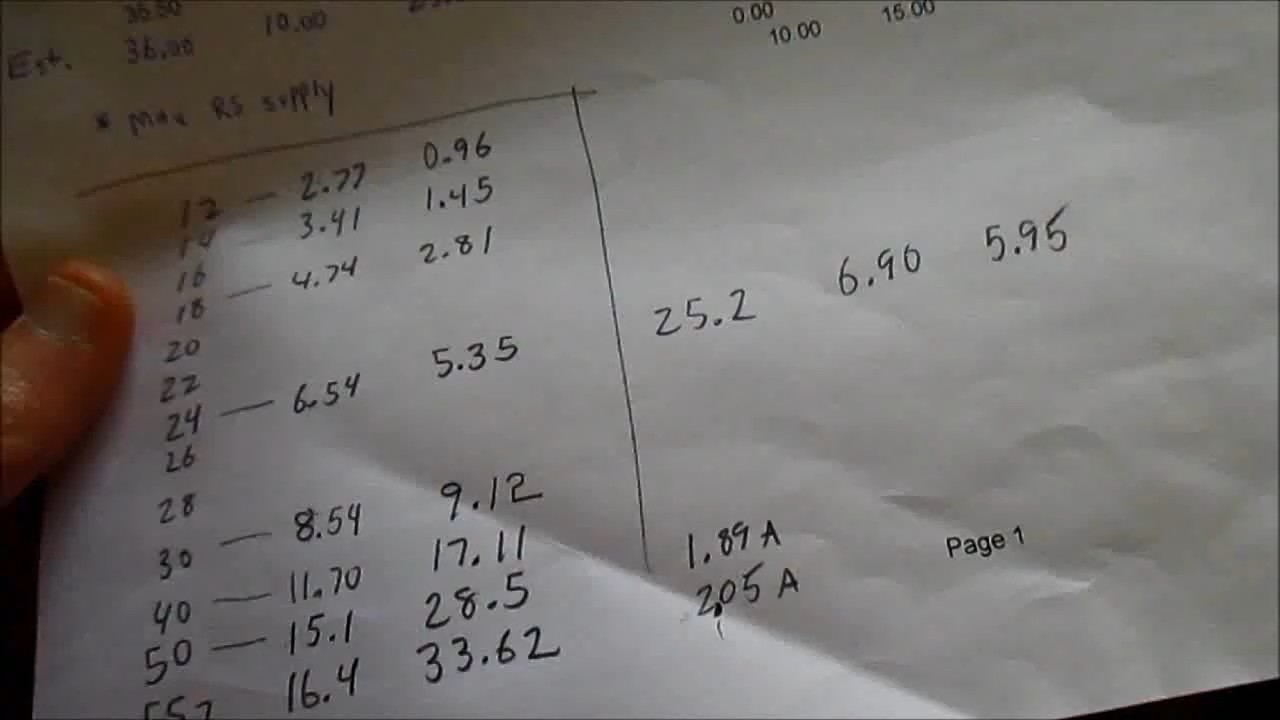 36.50
Est. 36.00 10.00 0.00 15.00
10.00
* Max RS supply
12 — 2.77 0.96
14 3.41 1.45
16
18 — 4.74 2.81
20
22
24 — 6.54 5.35 25.2 6.90 5.95
26
28
30 — 8.54 9.12
40 — 11.70 17.11 1.89 A
50 — 15.1 28.5 2.05 A
16.4 33.62
Page 1